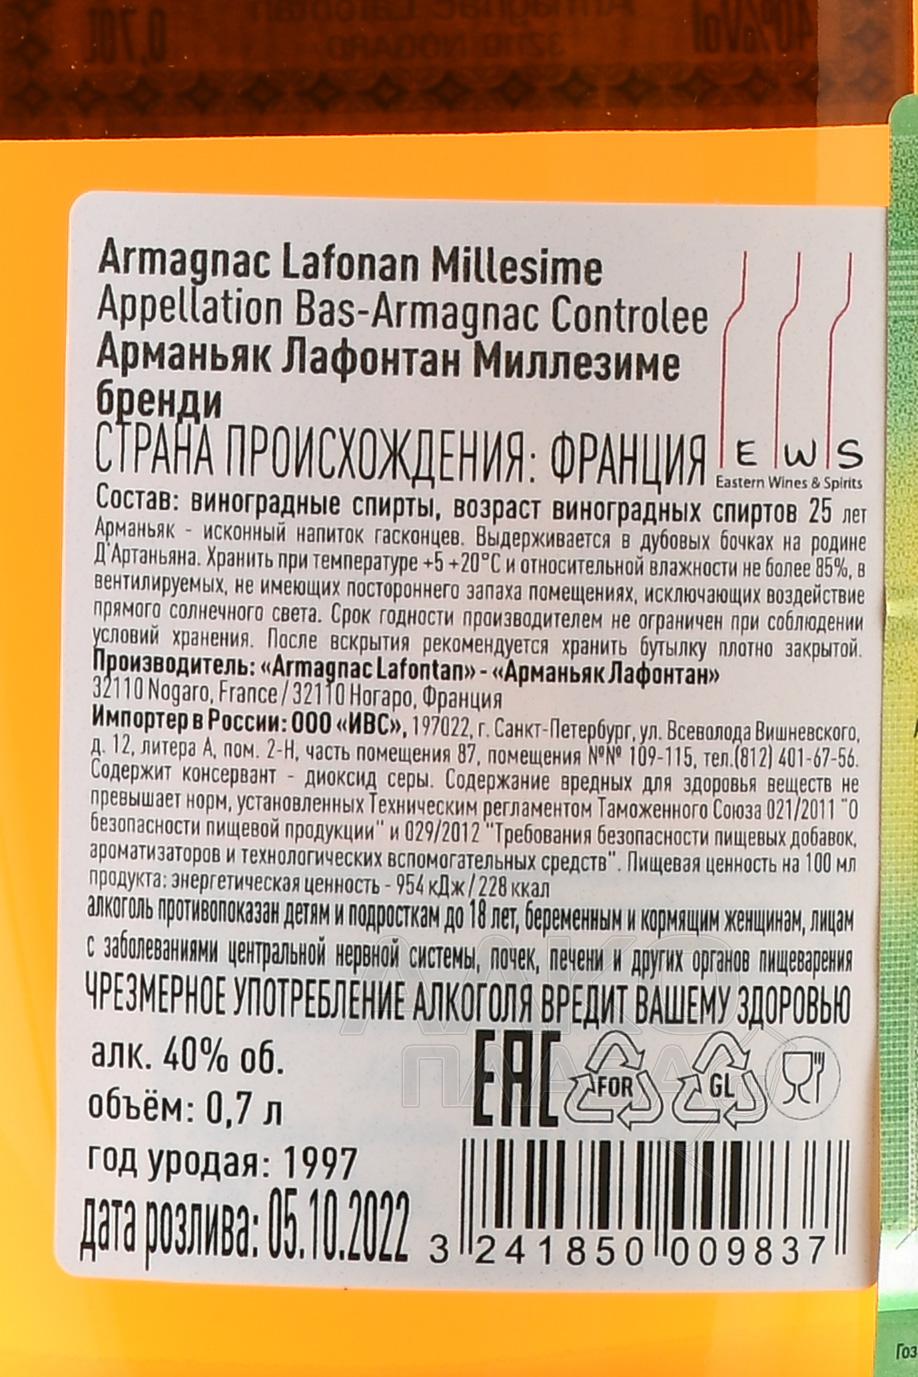 Armagnac Lafonan Millesime
Appellation Bas-Armagnac Controlee
Арманьяк Лафонтан Миллезиме
бренди
СТРАНА ПРОИСХОЖДЕНИЯ: ФРАНЦИЯ
E W S
Eastern Wines & Spirits
Состав: виноградные спирты, возраст виноградных спиртов 25 лет
Арманьяк - исконный напиток гасконцев. Выдерживается в дубовых бочках на родине
Д'Артаньяна. Хранить при температуре +5 +20°С и относительной влажности не более 85%, в
вентилируемых, не имеющих постороннего запаха помещениях, исключающих воздействие
прямого солнечного света. Срок годности производителем не ограничен при соблюдении
условий хранения. После вскрытия рекомендуется хранить бутылку плотно закрытой.
Производитель: «Armagnac Lafontan» - «Арманьяк Лафонтан»
32110 Nogaro, France / 32110 Ногаро, Франция
Импортер в России: ООО «ИВС», 197022, г. Санкт-Петербург, ул. Всеволода Вишневского,
д. 12, литера А, пом. 2-Н, часть помещения 87, помещения №№ 109-115, тел.(812) 401-67-56.
Содержит консервант - диоксид серы. Содержание вредных для здоровья веществ не
превышает норм, установленных Техническим регламентом Таможенного Союза 021/2011 "О
безопасности пищевой продукции" и 029/2012 "Требования безопасности пищевых добавок,
ароматизаторов и технологических вспомогательных средств". Пищевая ценность на 100 мл
продукта: энергетическая ценность - 954 кДж / 228 ккал
алкоголь противопоказан детям и подросткам до 18 лет, беременным и кормящим женщинам, лицам
с заболеваниями центральной нервной системы, почек, печени и других органов пищеварения
ЧРЕЗМЕРНОЕ УПОТРЕБЛЕНИЕ АЛКОГОЛЯ ВРЕДИТ ВАШЕМУ ЗДОРОВЬЮ
алк. 40% об.
EAC FOR GL
объём: 0,7 л
год уродая: 1997
дата розлива: 05.10.2022
3 241850 009837